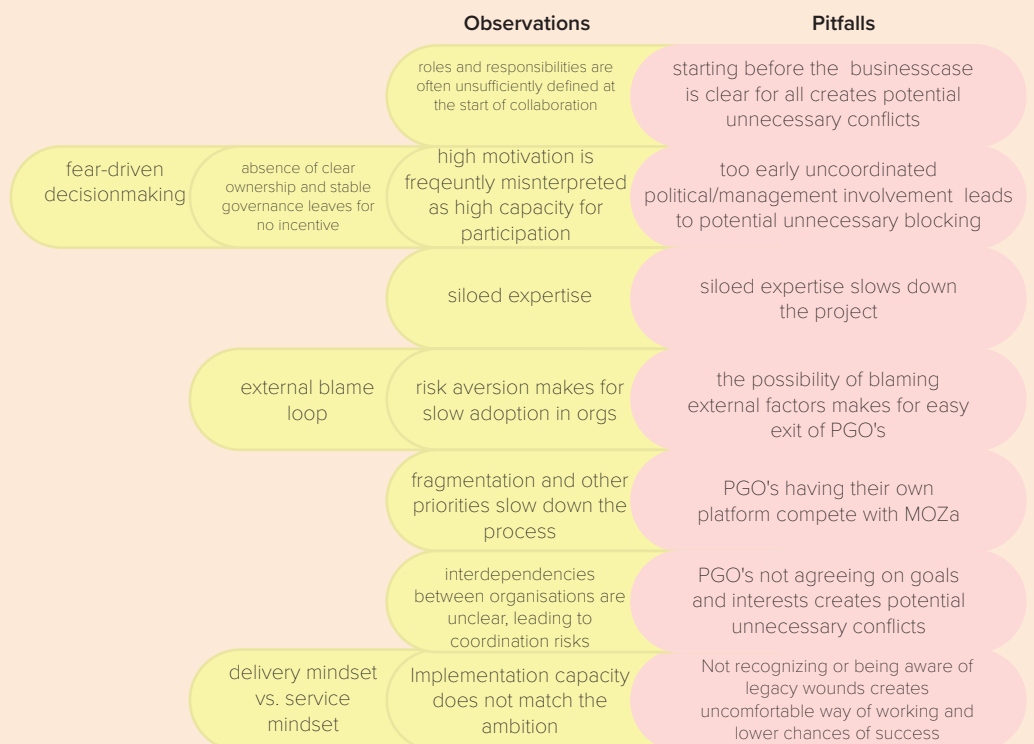 Observations
Pitfalls
roles and responsibilities are
often unsufficiently defined at
the start of collaboration
starting before the businesscase
is clear for all creates potential
unnecessary conflicts
fear-driven
decisionmaking
absence of clear
ownership and stable
governance leaves for
no incentive
high motivation is
freqeuntly misnterpreted
as high capacity for
participation
too early uncoordinated
political/management involvement leads
to potential unnecessary blocking
siloed expertise
siloed expertise slows down
the project
external blame
loop
risk aversion makes for
slow adoption in orgs
the possibility of blaming
external factors makes for easy
exit of PGO's
fragmentation and other
priorities slow down the
process
PGO's having their own
platform compete with MOZa
interdependencies
between organisations are
unclear, leading to
coordination risks
PGO's not agreeing on goals
and interests creates potential
unnecessary conflicts
delivery mindset
vs. service
mindset
Implementation capacity
does not match the
ambition
Not recognizing or being aware of
legacy wounds creates
uncomfortable way of working and
lower chances of success